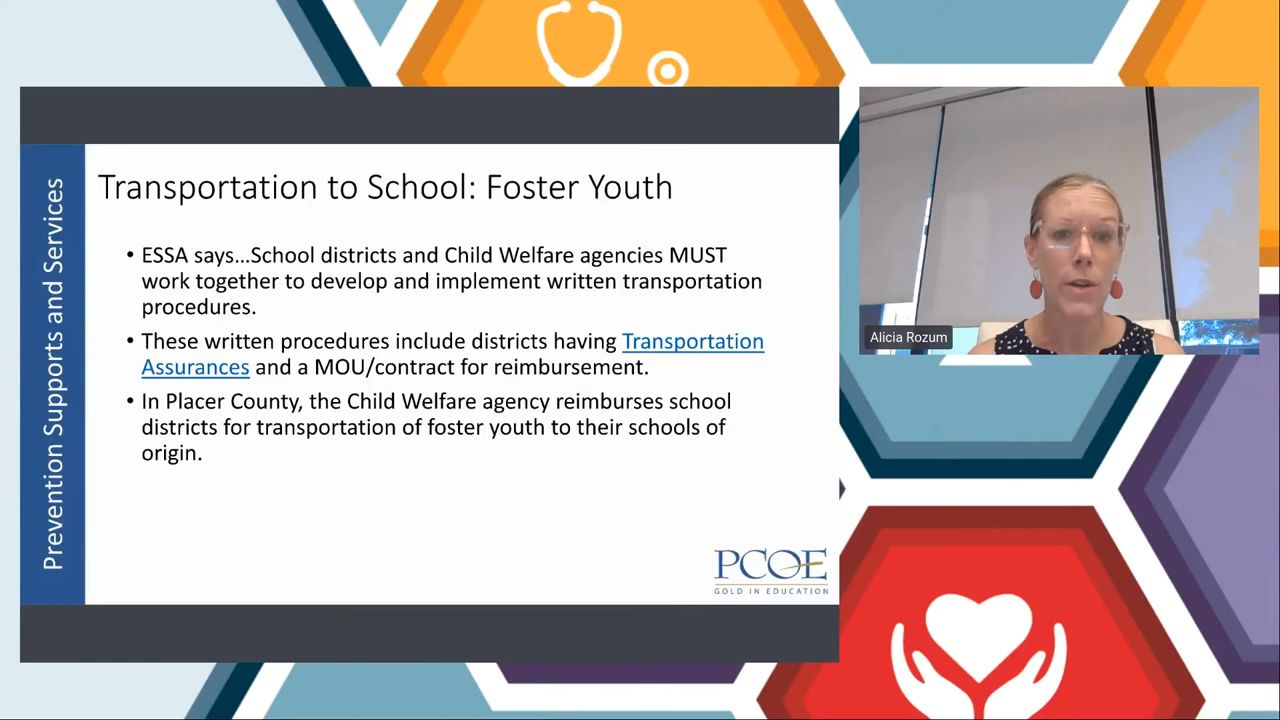 Prevention Supports and Services
Transportation to School: Foster Youth
• ESSA says...School districts and Child Welfare agencies MUST
work together to develop and implement written transportation
procedures.
• These written procedures include districts having Transportation
Assurances and a MOU/contract for reimbursement.
• In Placer County, the Child Welfare agency reimburses school
districts for transportation of foster youth to their schools of
origin.
PCOE
GOLD IN EDUCATION
Alicia Rozum